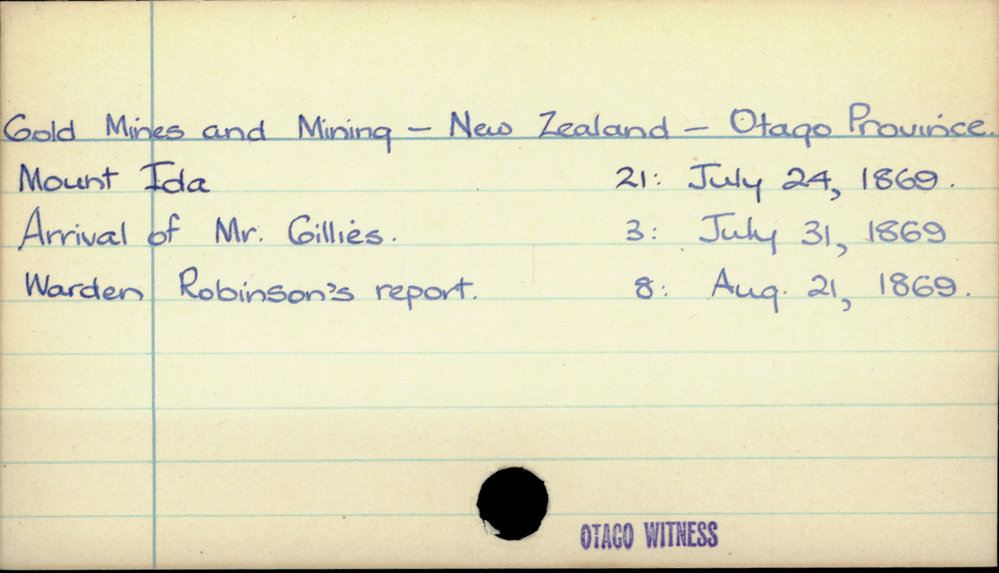 Gold Mines and Mining – New Zealand – Otago Province.
Mount Ida 21: July 24, 1869.
Arrival of Mr. Gillies. 3: July 31, 1869
Warden Robinson's report. 8: Aug. 21, 1869.
OTAGO WITNESS